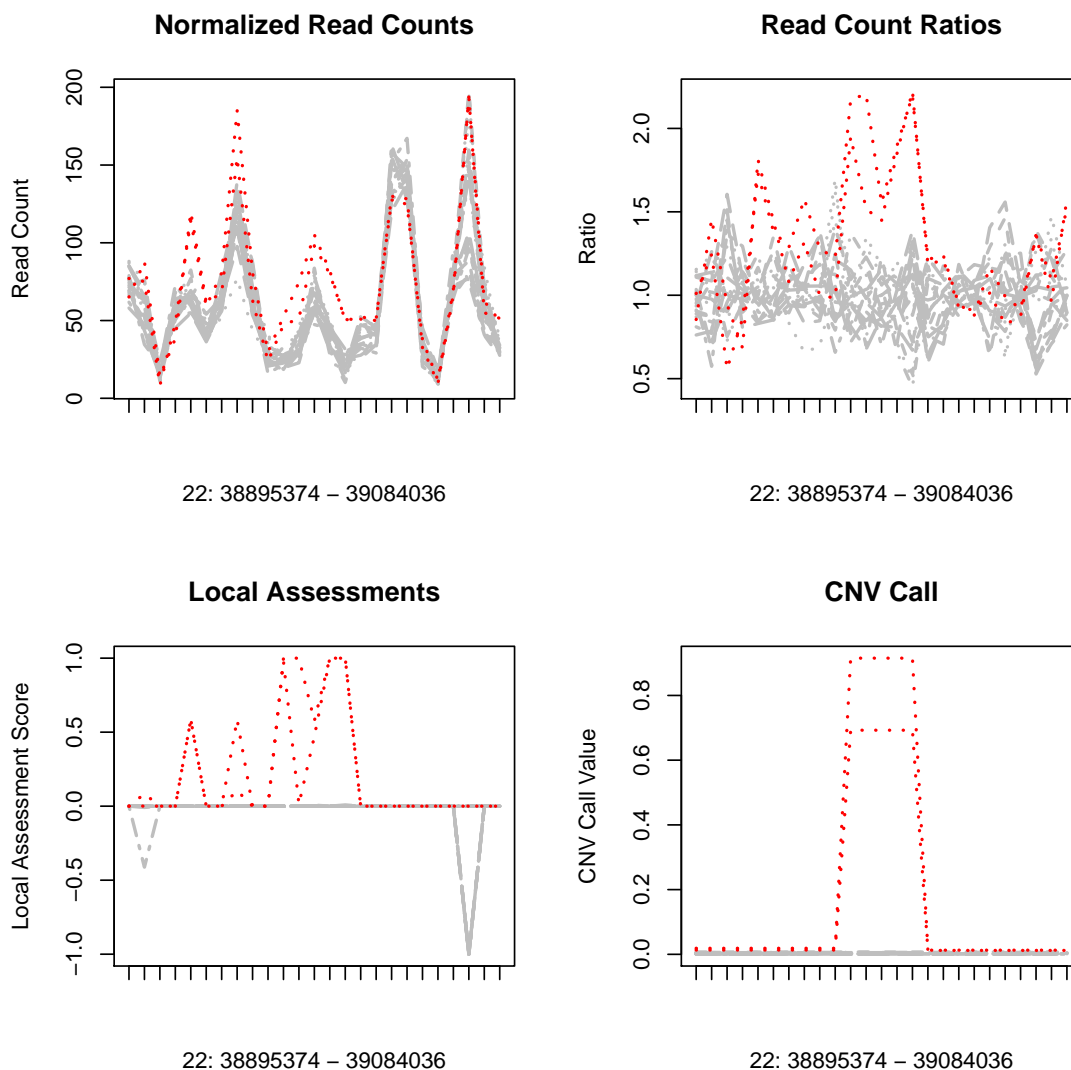 Normalized Read Counts
Read Count
0
50
100
150
200
22: 38895374 – 39084036
Read Count Ratios
Ratio
0.5
1.0
1.5
2.0
22: 38895374 – 39084036
Local Assessments
Local Assessment Score
−1.0
−0.5
0.0
0.5
1.0
22: 38895374 – 39084036
CNV Call
CNV Call Value
0.0
0.2
0.4
0.6
0.8
22: 38895374 – 39084036